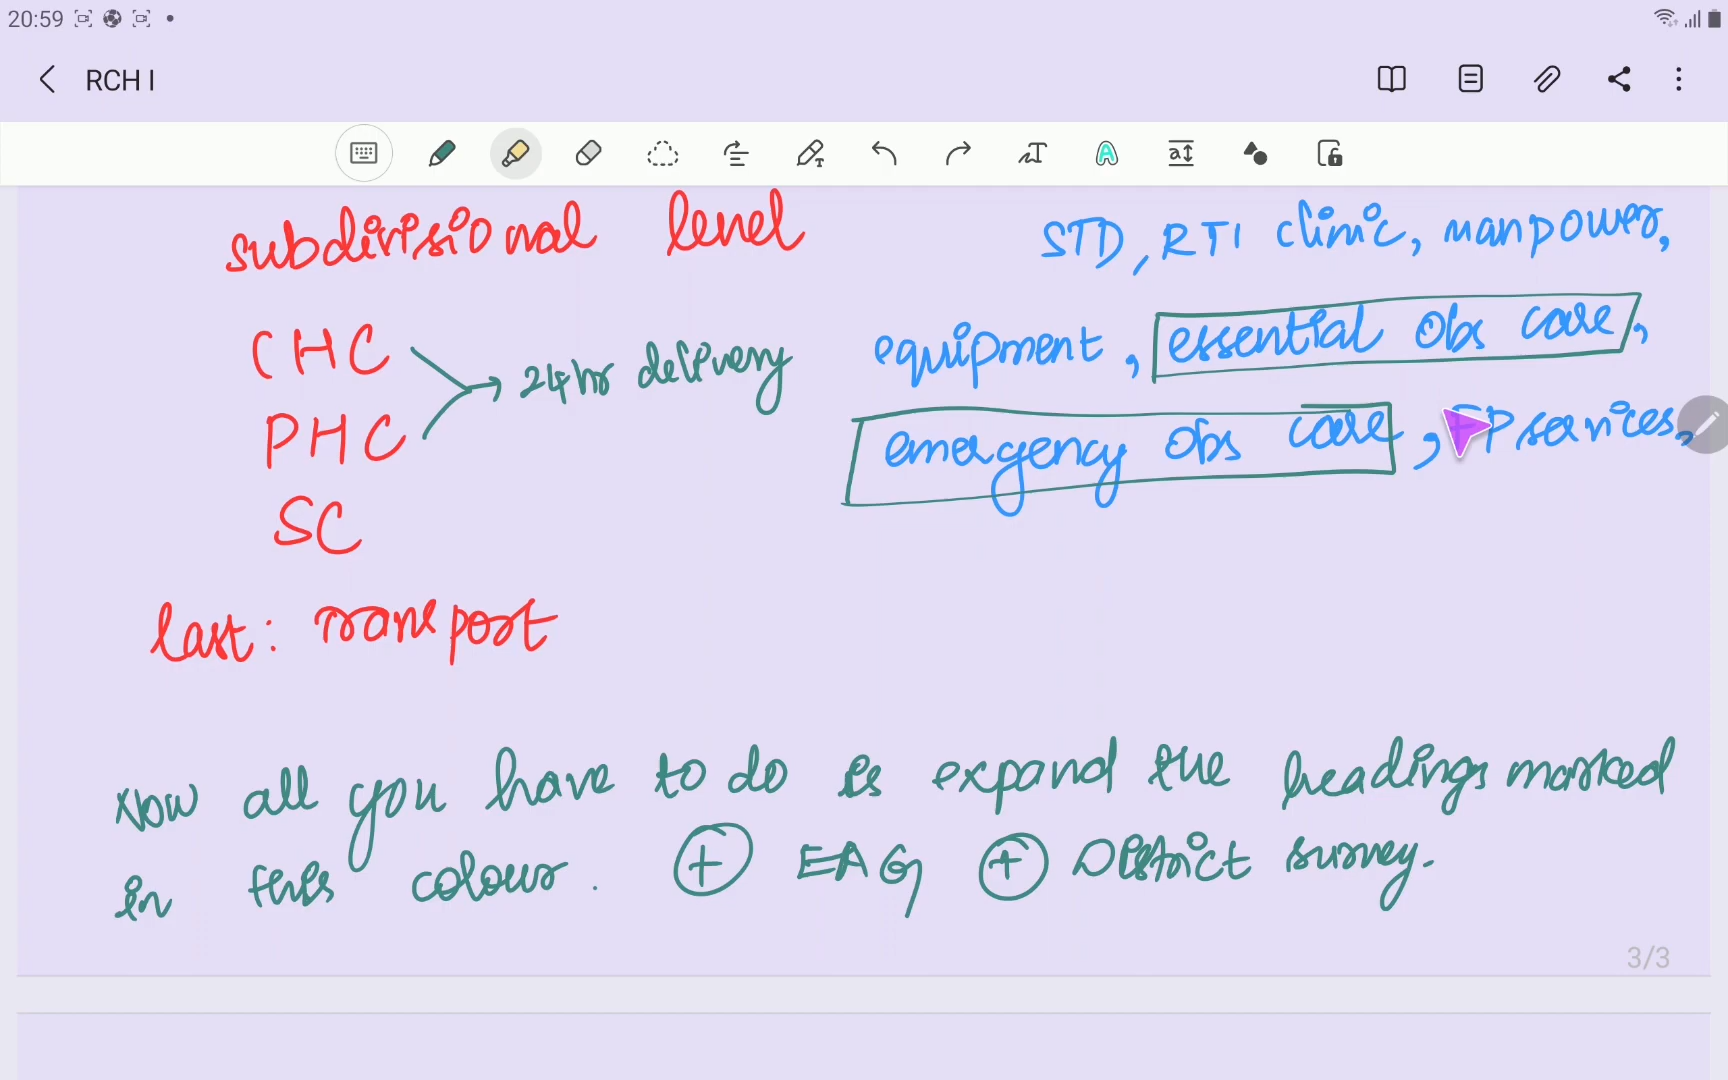 20:59
RCH I
subdivisional level
STD, RTI clinic, manpower,
CHC
equipment, essential obs care,
24hr delivery
PHC
emergency obs care, FP services,
SC
last: transport
Now all you have to do is expand the headings marked
in this colour. + EAG + District survey.
3/3